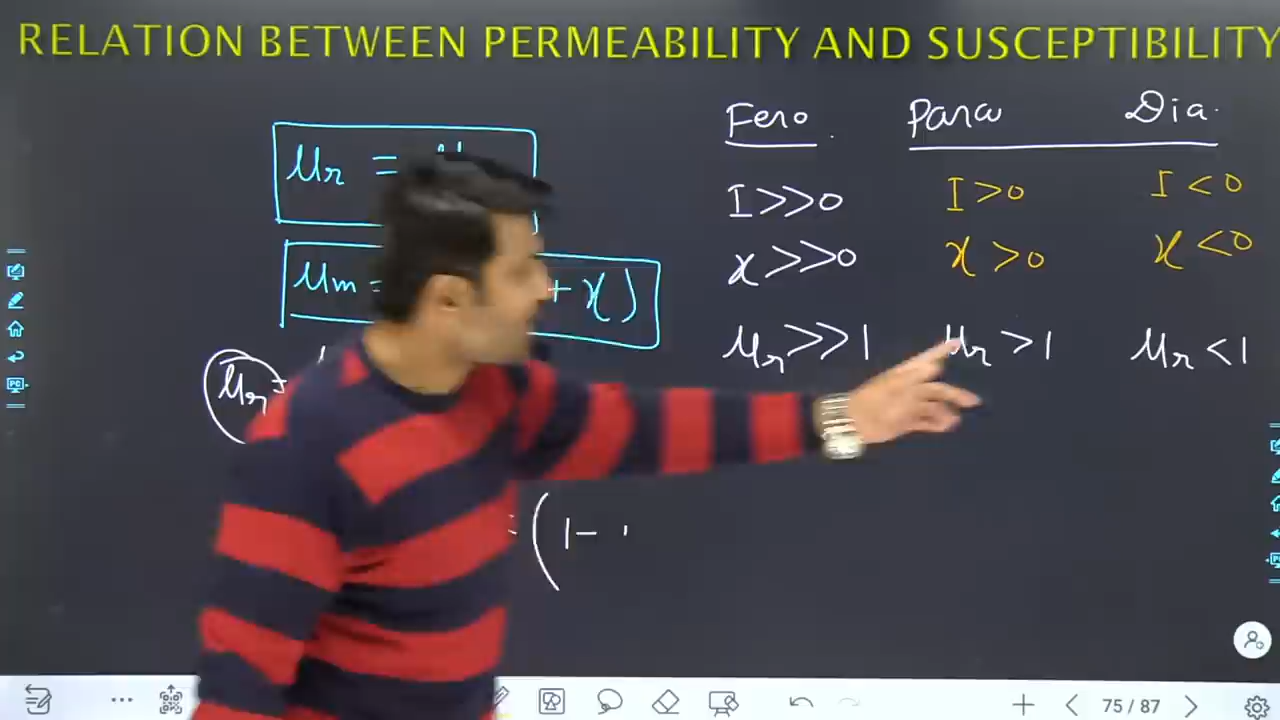 RELATION BETWEEN PERMEABILITY AND SUSCEPTIBILITY
Fero. Para Dia.
μr =
I>>0 I>0 I<0
χ>>0 χ>0 χ<0
μm = + χ)
μr>>1 μr>1 μr<1
μr=
= (1-
75 / 87